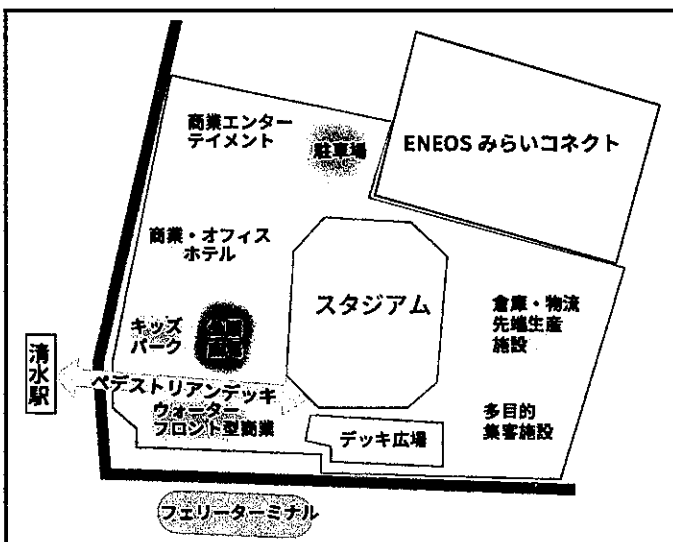 商業エンター
テイメント
駐車場
ENEOS みらいコネクト
商業・オフィス
ホテル
スタジアム
キッズ
パーク
倉庫・物流
先端生産
施設
清水駅
ペデストリアンデッキ
ウォーター
フロント型商業
デッキ広場
多目的
集客施設
フェリーターミナル